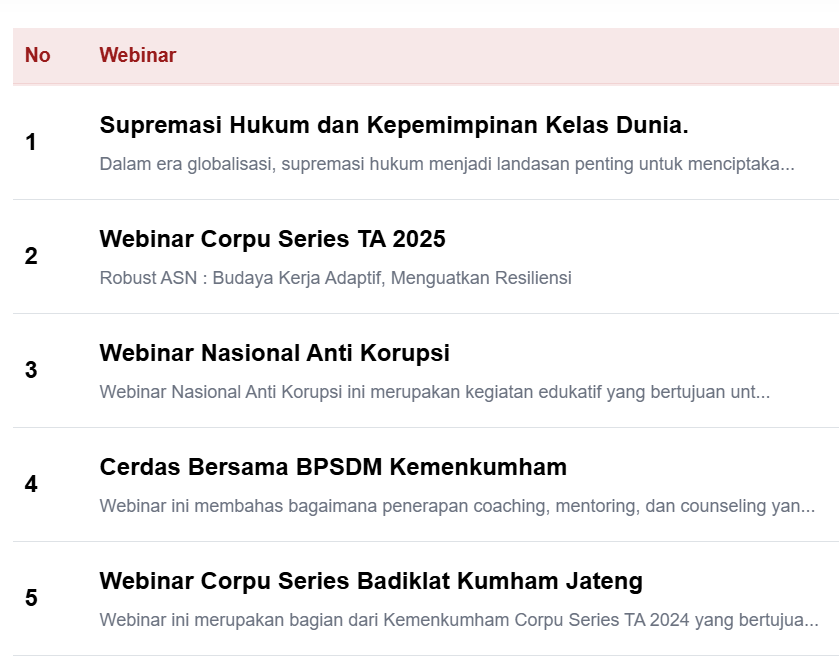 No Webinar
1
Supremasi Hukum dan Kepemimpinan Kelas Dunia.
Dalam era globalisasi, supremasi hukum menjadi landasan penting untuk menciptaka...
2
Webinar Corpu Series TA 2025
Robust ASN : Budaya Kerja Adaptif, Menguatkan Resiliensi
3
Webinar Nasional Anti Korupsi
Webinar Nasional Anti Korupsi ini merupakan kegiatan edukatif yang bertujuan unt...
4
Cerdas Bersama BPSDM Kemenkumham
Webinar ini membahas bagaimana penerapan coaching, mentoring, dan counseling yan...
5
Webinar Corpu Series Badiklat Kumham Jateng
Webinar ini merupakan bagian dari Kemenkumham Corpu Series TA 2024 yang bertujua...